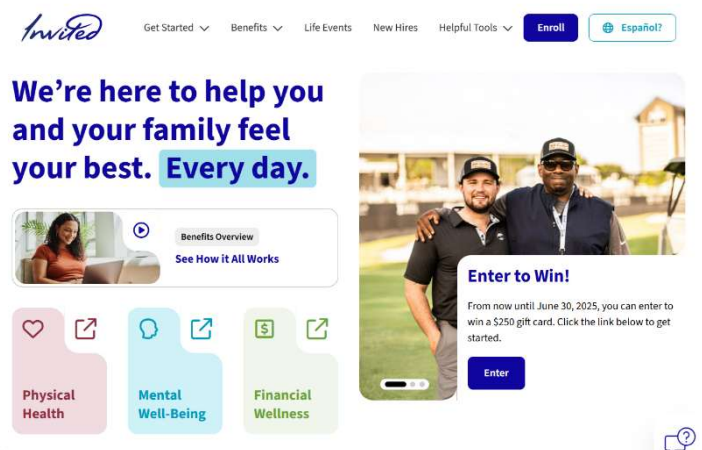 Invited
Get Started
Benefits
Life Events
New Hires
Helpful Tools
Enroll
Español?
We're here to help you
and your family feel
your best. Every day.
Benefits Overview
See How it All Works
Physical
Health
Mental
Well-Being
Financial
Wellness
Enter to Win!
From now until June 30, 2025, you can enter to
win a $250 gift card. Click the link below to get
started.
Enter